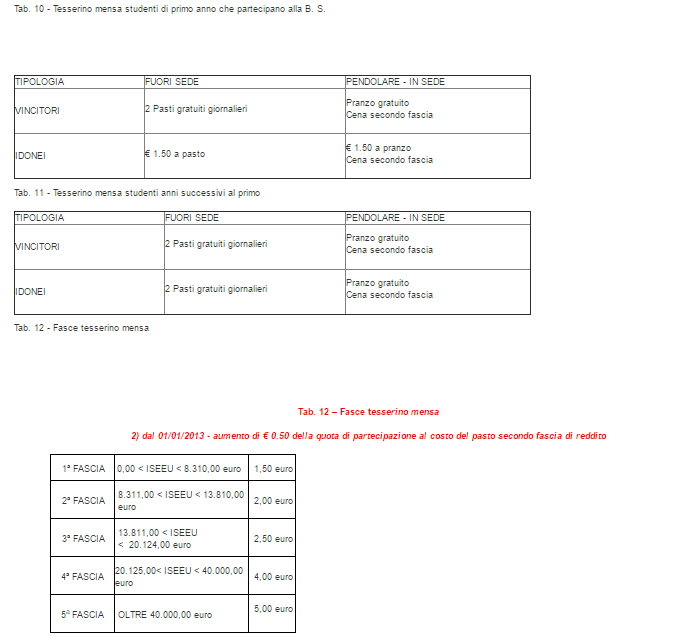 Tab. 10 - Tesserino mensa studenti di primo anno che partecipano alla B. S.
TIPOLOGIA FUORI SEDE PENDOLARE - IN SEDE
VINCITORI 2 Pasti gratuiti giornalieri Pranzo gratuito
Cena secondo fascia
IDONEI € 1.50 a pasto € 1.50 a pranzo
Cena secondo fascia
Tab. 11 - Tesserino mensa studenti anni successivi al primo
TIPOLOGIA FUORI SEDE PENDOLARE - IN SEDE
VINCITORI 2 Pasti gratuiti giornalieri Pranzo gratuito
Cena secondo fascia
IDONEI 2 Pasti gratuiti giornalieri Pranzo gratuito
Cena secondo fascia
Tab. 12 - Fasce tesserino mensa
Tab. 12 – Fasce tesserino mensa
2) dal 01/01/2013 - aumento di € 0.50 della quota di partecipazione al costo del pasto secondo fascia di reddito
1ª FASCIA 0,00 < ISEEU < 8.310,00 euro 1,50 euro
2ª FASCIA 8.311,00 < ISEEU < 13.810,00
euro 2,00 euro
3ª FASCIA 13.811,00 < ISEEU
< 20.124,00 euro 2,50 euro
4ª FASCIA 20.125,00< ISEEU < 40.000,00
euro 4,00 euro
5ª FASCIA OLTRE 40.000,00 euro 5,00 euro